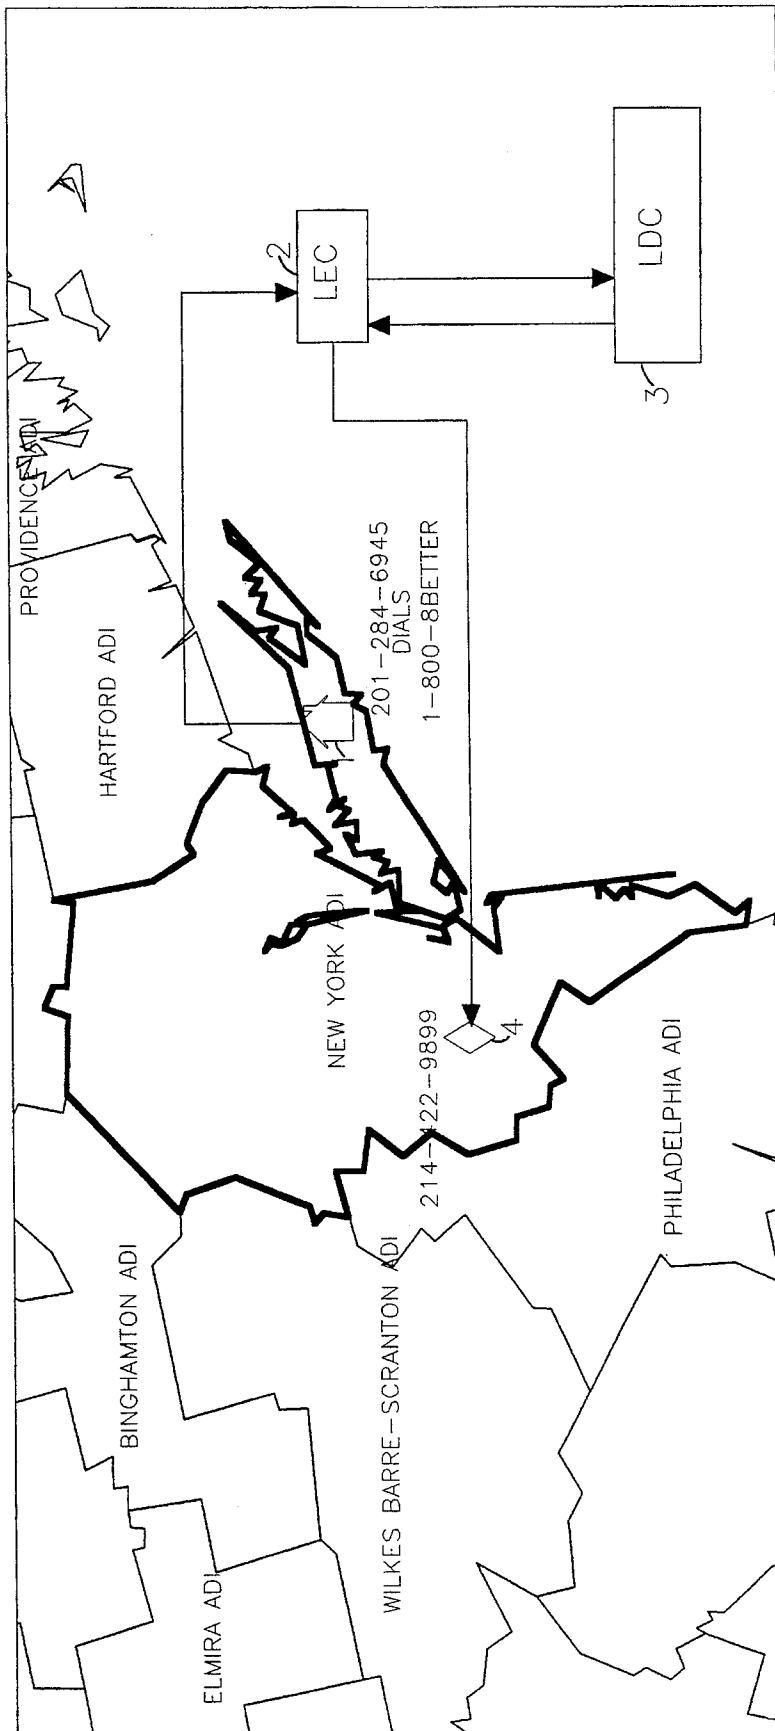 PROVIDENCE ADI
HARTFORD ADI
BINGHAMTON ADI
ELMIRA ADI
NEW YORK ADI
WILKES BARRE-SCRANTON ADI
PHILADELPHIA ADI
1
201-284-6945
DIALS
1-800-8BETTER
2
LEC
3
LDC
214-422-9899
4